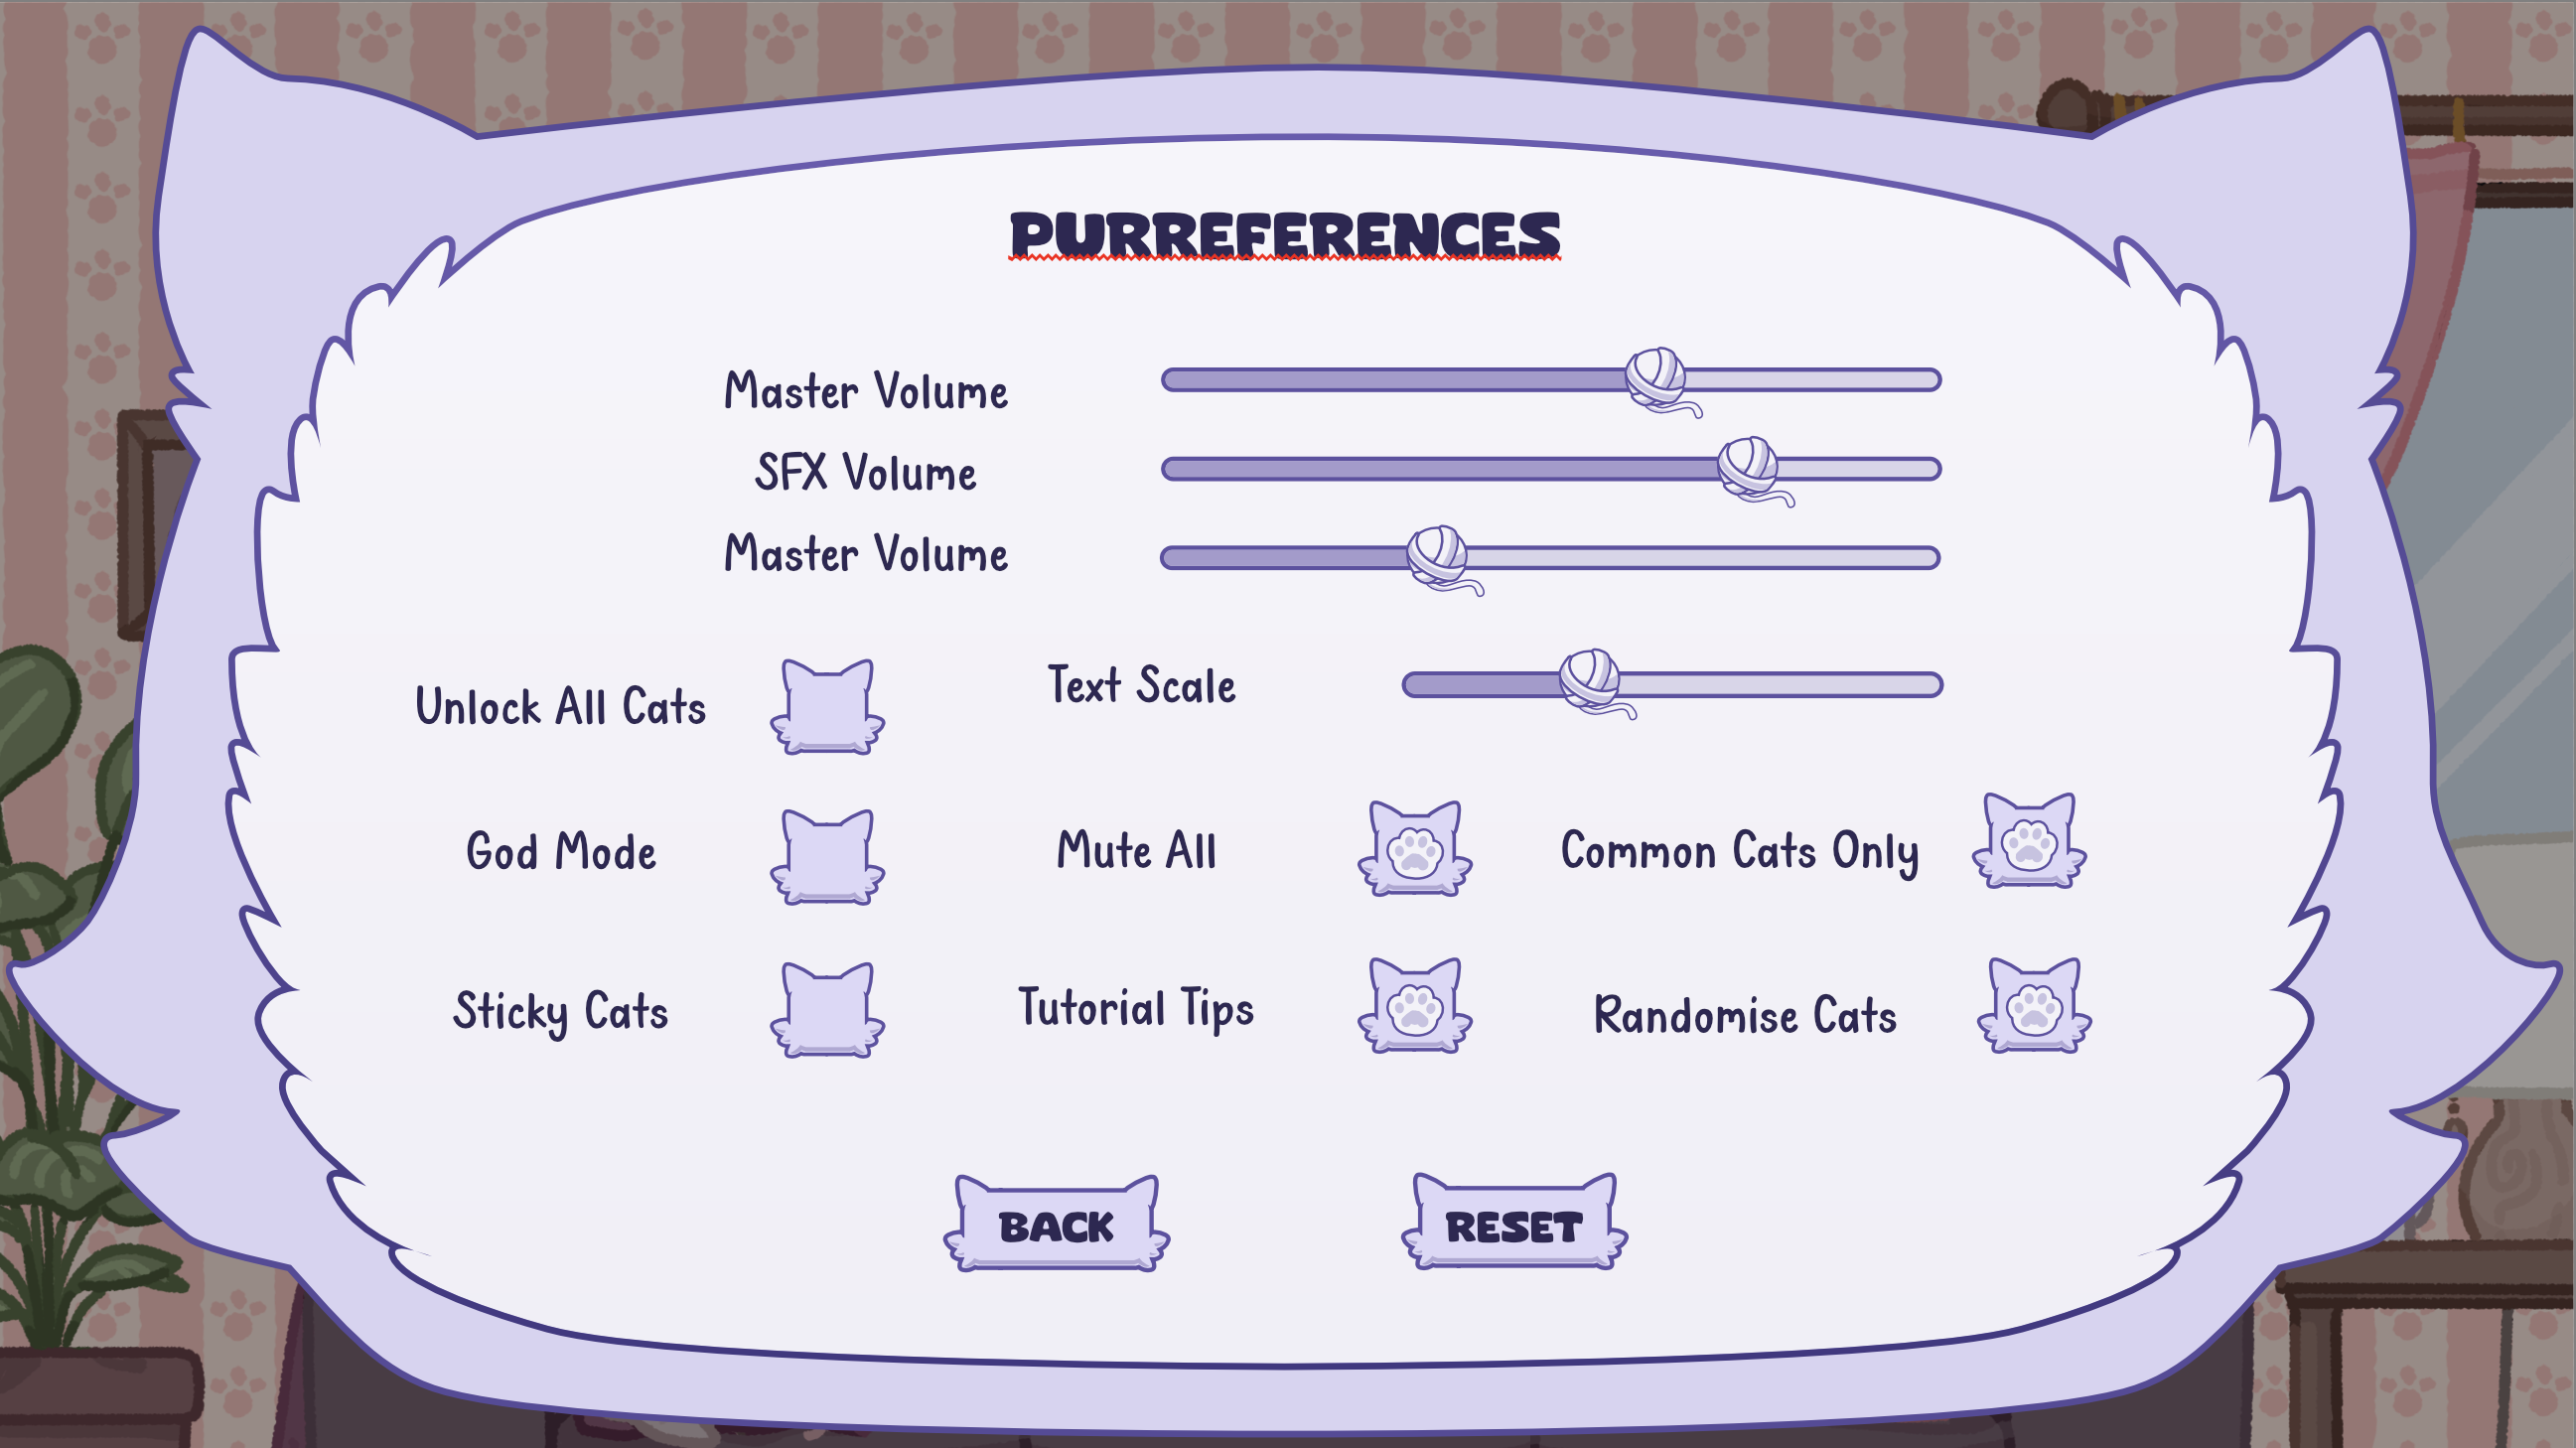 PURREFERENCES
Master Volume
SFX Volume
Master Volume
Unlock All Cats
Text Scale
God Mode
Mute All
Common Cats Only
Sticky Cats
Tutorial Tips
Randomise Cats
BACK
RESET